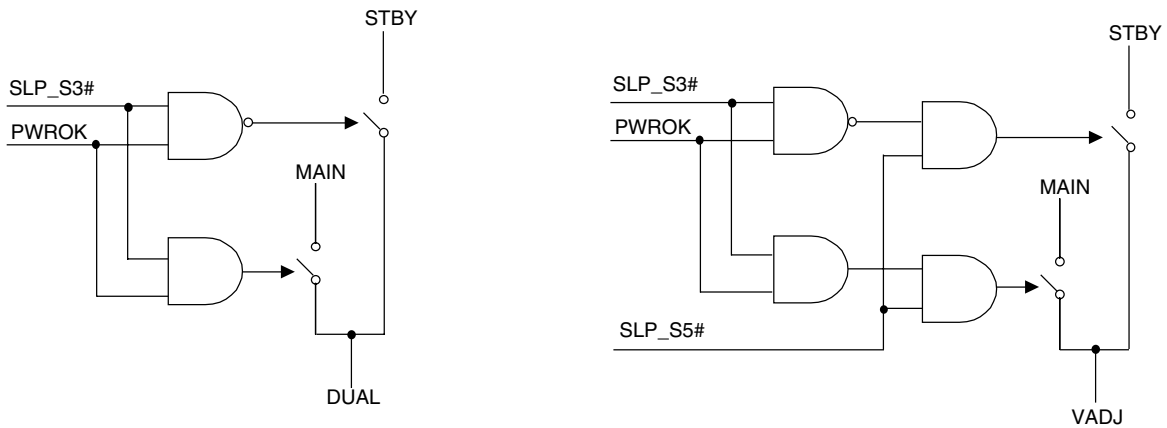 STBY
SLP_S3#
PWROK
MAIN
DUAL
STBY
SLP_S3#
PWROK
MAIN
SLP_S5#
VADJ